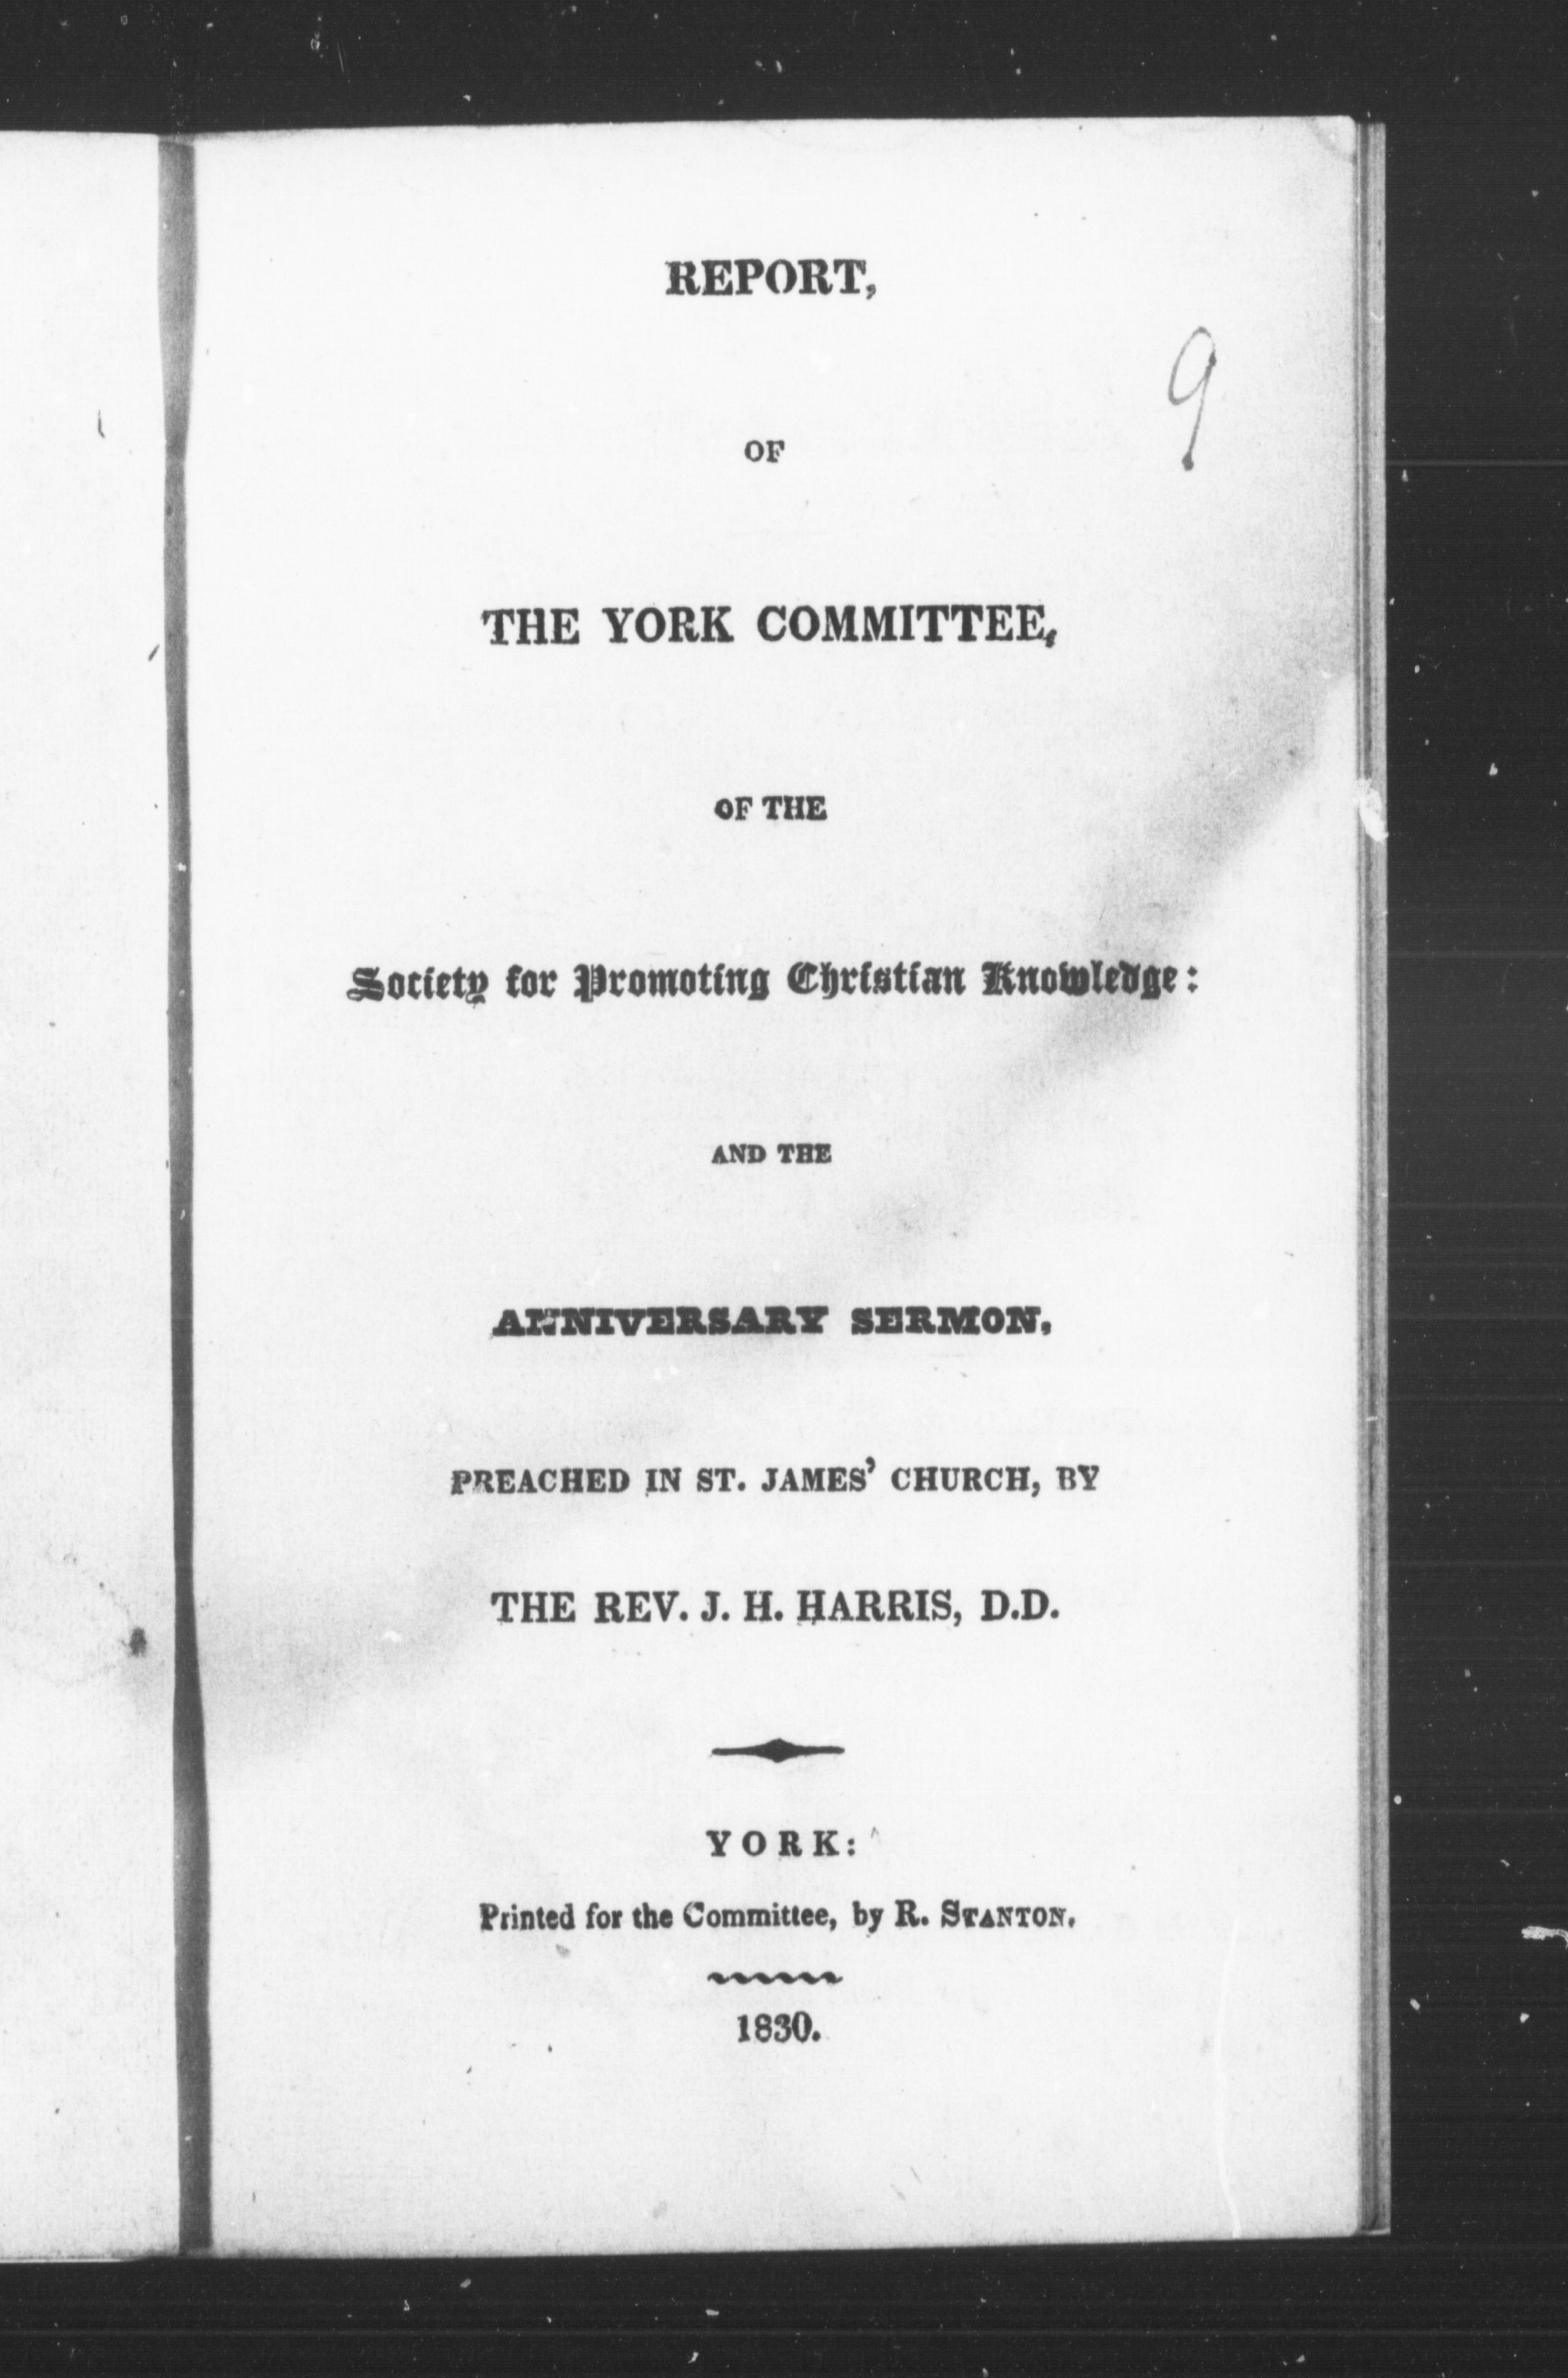 REPORT,
9
OF
THE YORK COMMITTEE,
OF THE
Society for Promoting Christian Knowledge:
AND THE
ANNIVERSARY SERMON,
PREACHED IN ST. JAMES' CHURCH, BY
THE REV. J. H. HARRIS, D.D.
YORK:
Printed for the Committee, by R. STANTON.
1830.